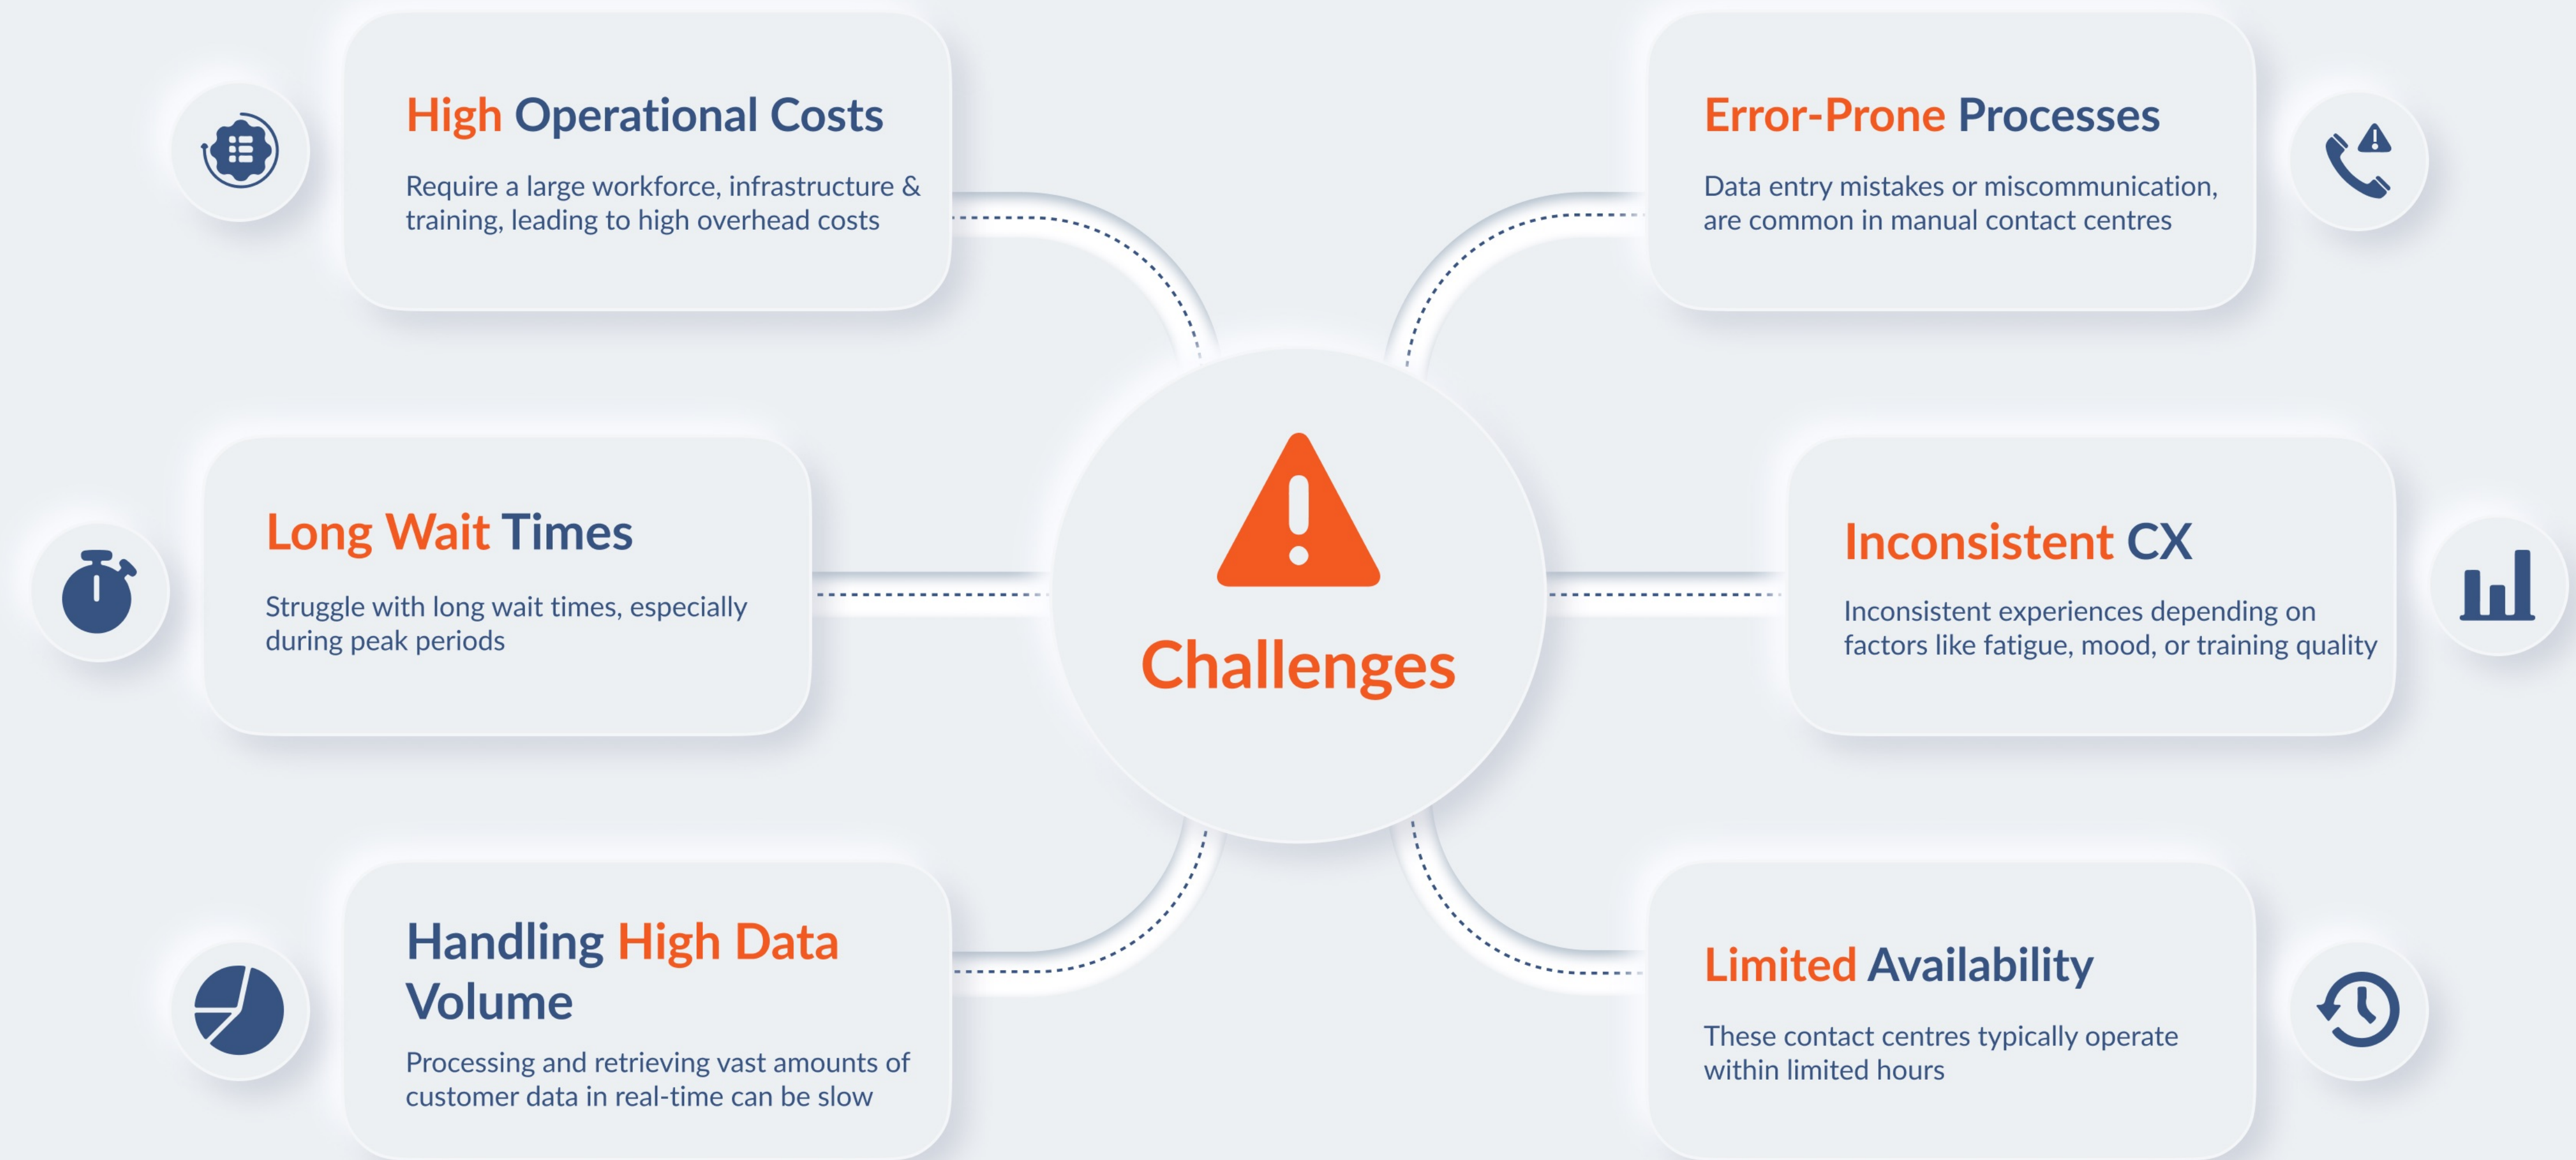 High Operational Costs
Require a large workforce, infrastructure &
training, leading to high overhead costs
Long Wait Times
Struggle with long wait times, especially
during peak periods
Handling High Data
Volume
Processing and retrieving vast amounts of
customer data in real-time can be slow
Challenges
Error-Prone Processes
Data entry mistakes or miscommunication,
are common in manual contact centres
Inconsistent CX
Inconsistent experiences depending on
factors like fatigue, mood, or training quality
Limited Availability
These contact centres typically operate
within limited hours